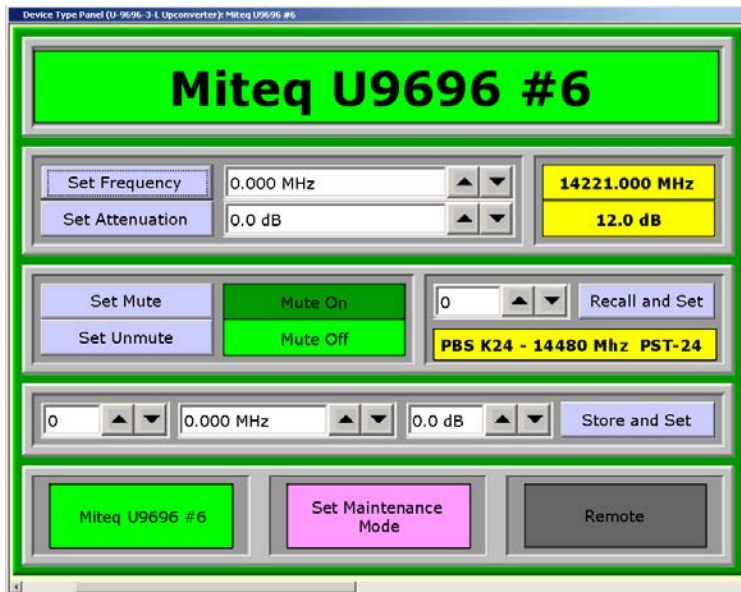 Device Type Panel (U-9696-3-L Upconverter): Miteq U9696 #6
Miteq U9696 #6
Set Frequency 0.000 MHz 14221.000 MHz
Set Attenuation 0.0 dB 12.0 dB
Set Mute Mute On 0 Recall and Set
Set Unmute Mute Off PBS K24 - 14480 Mhz PST-24
0 0.000 MHz 0.0 dB Store and Set
Miteq U9696 #6 Set Maintenance Mode Remote